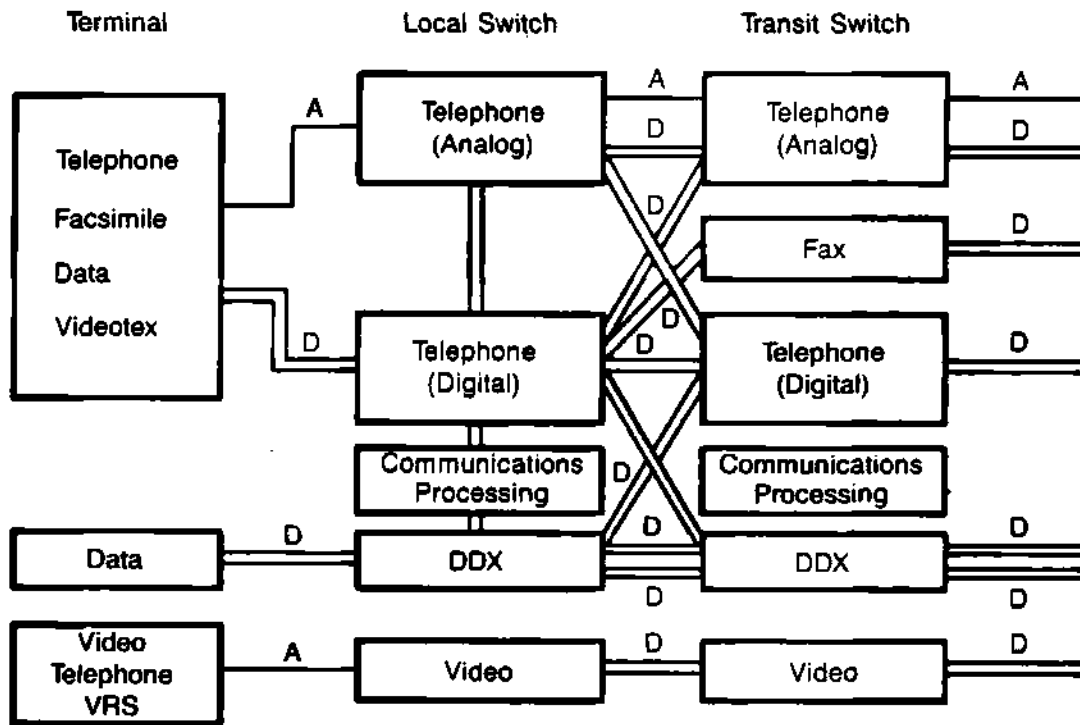 Terminal
Local Switch
Transit Switch
Telephone
Facsimile
Data
Videotex
A
D
Telephone
(Analog)
A
D
Telephone
(Analog)
A
D
D
Fax
D
D
Telephone
(Digital)
D
Telephone
(Digital)
D
Communications
Processing
D
Communications
Processing
Data
D
DDX
D
D
DDX
D
D
Video
Telephone
VRS
A
Video
D
Video
D